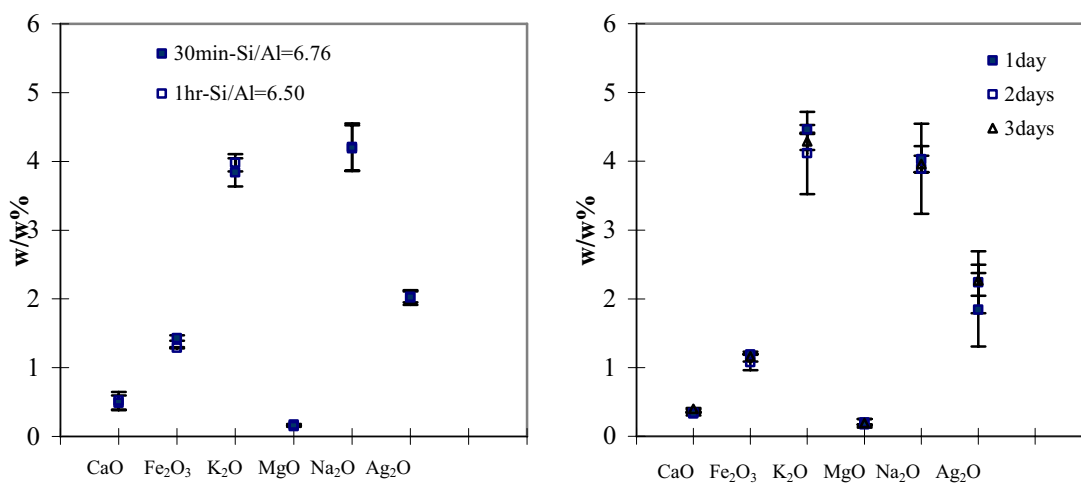 6
5
4
3
2
1
0
w/w%
30min-Si/Al=6.76
1hr-Si/Al=6.50
CaO Fe₂O₃ K₂O MgO Na₂O Ag₂O
6
5
4
3
2
1
0
w/w%
1day
2days
3days
CaO Fe₂O₃ K₂O MgO Na₂O Ag₂O